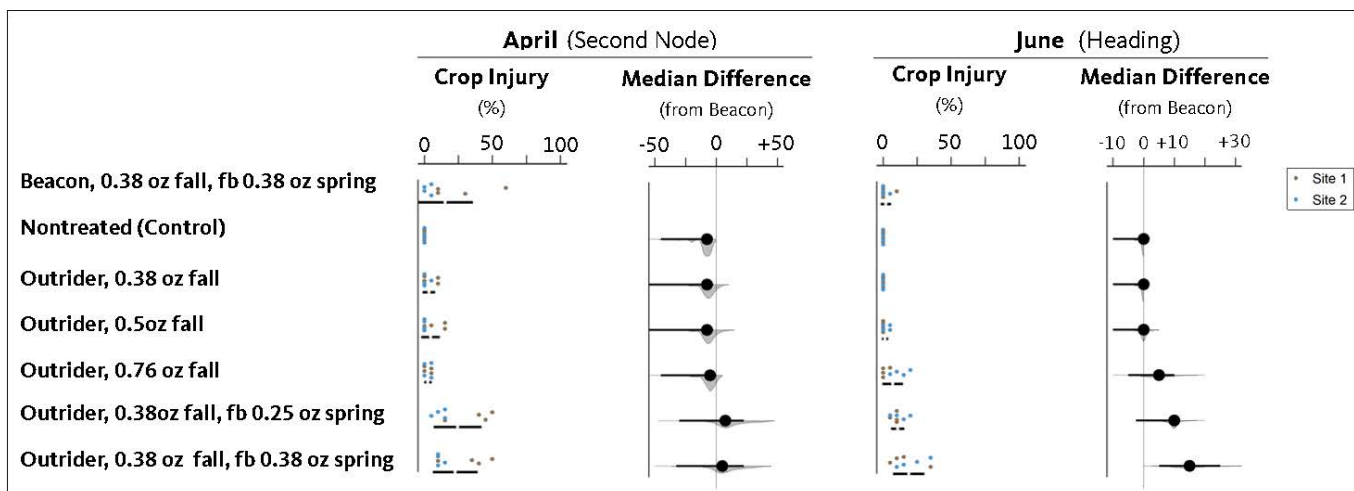 April (Second Node)
June (Heading)
Crop Injury
Median Difference
Crop Injury
Median Difference
(%)
(from Beacon)
(%)
(from Beacon)
0 50 100
-50 0 +50
0 50 100
-10 0 +10 +30
Beacon, 0.38 oz fall, fb 0.38 oz spring
Site 1
Site 2
Nontreated (Control)
Outrider, 0.38 oz fall
Outrider, 0.5oz fall
Outrider, 0.76 oz fall
Outrider, 0.38oz fall, fb 0.25 oz spring
Outrider, 0.38 oz fall, fb 0.38 oz spring